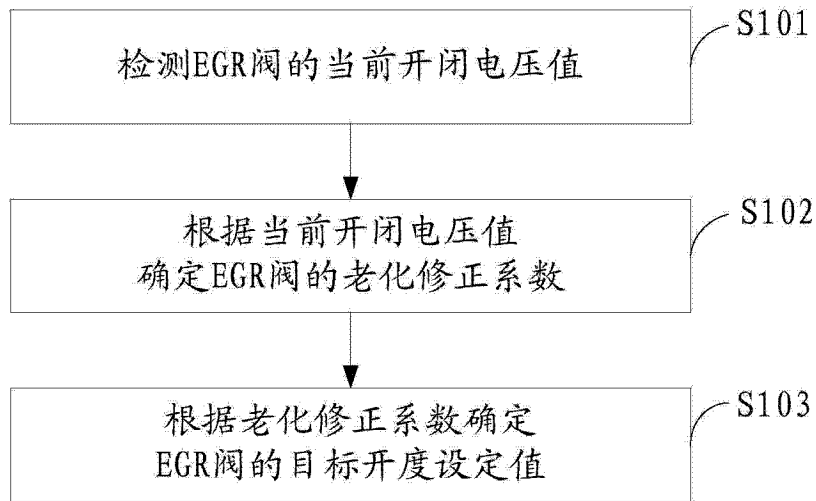 S101
检测EGR阀的当前开闭电压值
S102
根据当前开闭电压值
确定EGR阀的老化修正系数
S103
根据老化修正系数确定
EGR阀的目标开度设定值